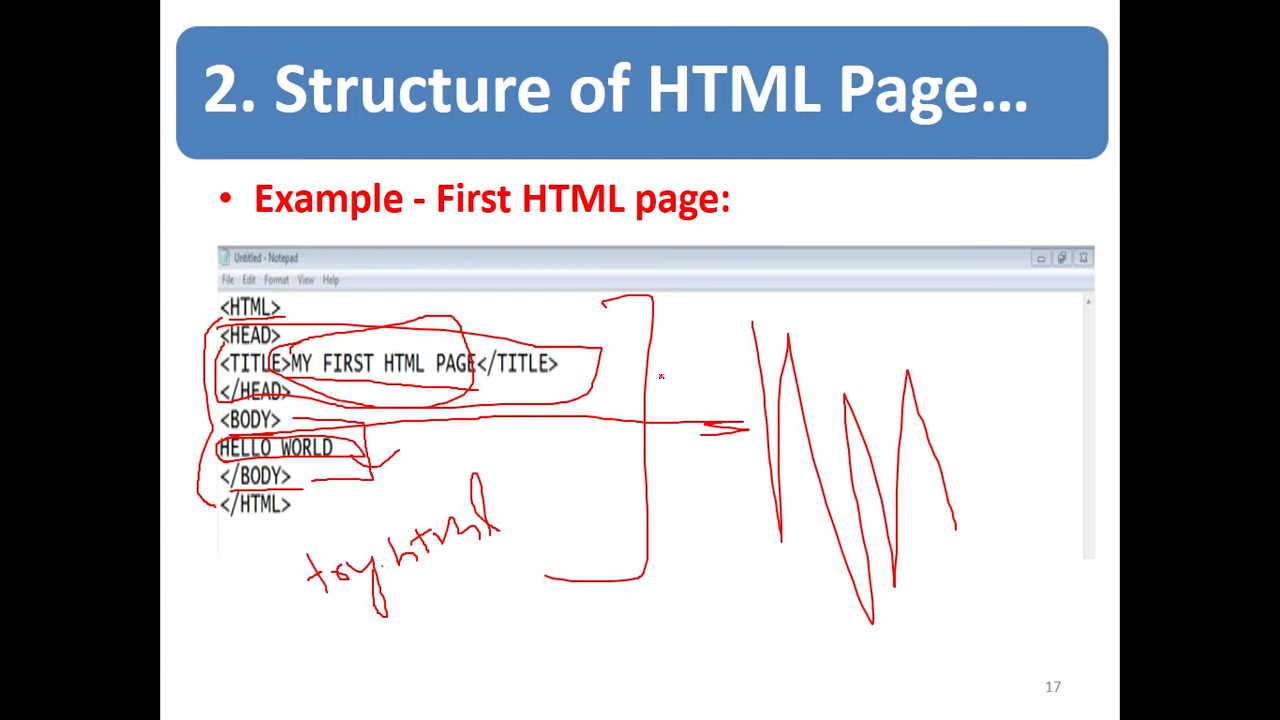 2. Structure of HTML Page...
• Example - First HTML page:
Untitled - Notepad
File Edit Format View Help
<HTML>
<HEAD>
<TITLE>MY FIRST HTML PAGE</TITLE>
</HEAD>
<BODY>
HELLO WORLD
</BODY>
</HTML>
try.html
17